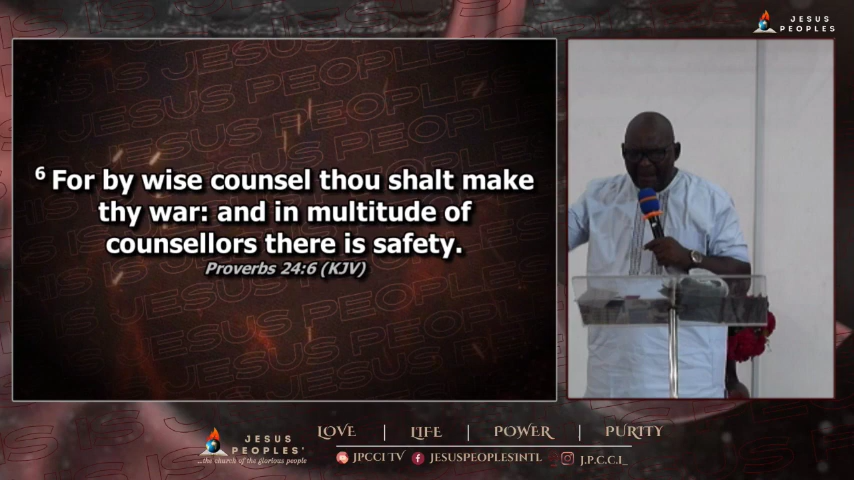 JESUS
PEOPLES
6 For by wise counsel thou shalt make
thy war: and in multitude of
counsellors there is safety.
Proverbs 24:6 (KJV)
JESUS
PEOPLES'
...the church of the glorious people
LOVE | LIFE | POWER | PURITY
JPCCI TV JESUSPEOPLESINTL J.P.C.C.I_